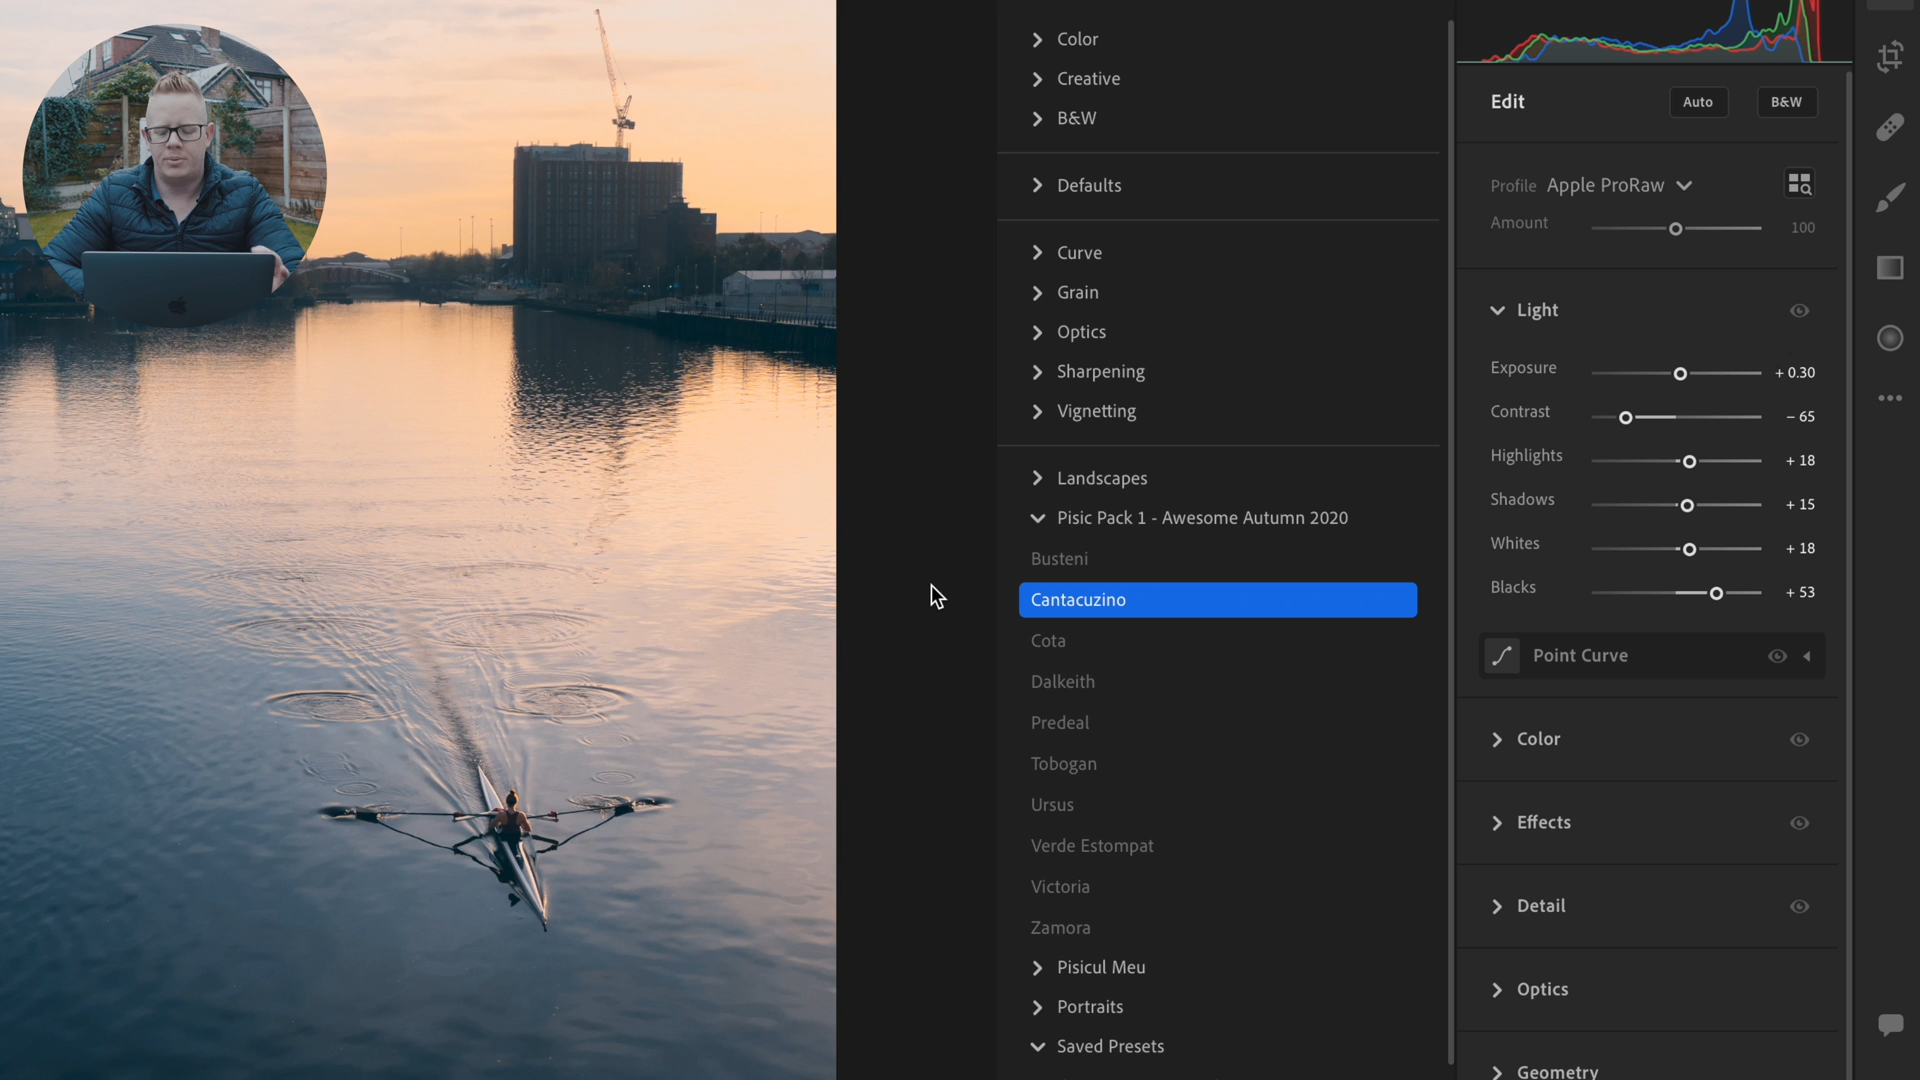 Color
Creative
B&W
Defaults
Curve
Grain
Optics
Sharpening
Vignetting
Landscapes
Pisic Pack 1 - Awesome Autumn 2020
Busteni
Cantacuzino
Cota
Dalkeith
Predeal
Tobogan
Ursus
Verde Estompat
Victoria
Zamora
Pisicul Meu
Portraits
Saved Presets
Edit Auto B&W
Profile Apple ProRaw
Amount 100
Light
Exposure + 0.30
Contrast – 65
Highlights + 18
Shadows + 15
Whites + 18
Blacks + 53
Point Curve
Color
Effects
Detail
Optics
Geometry